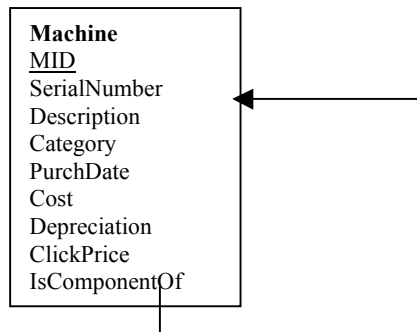 Machine
MID
SerialNumber
Description
Category
PurchDate
Cost
Depreciation
ClickPrice
IsComponentOf